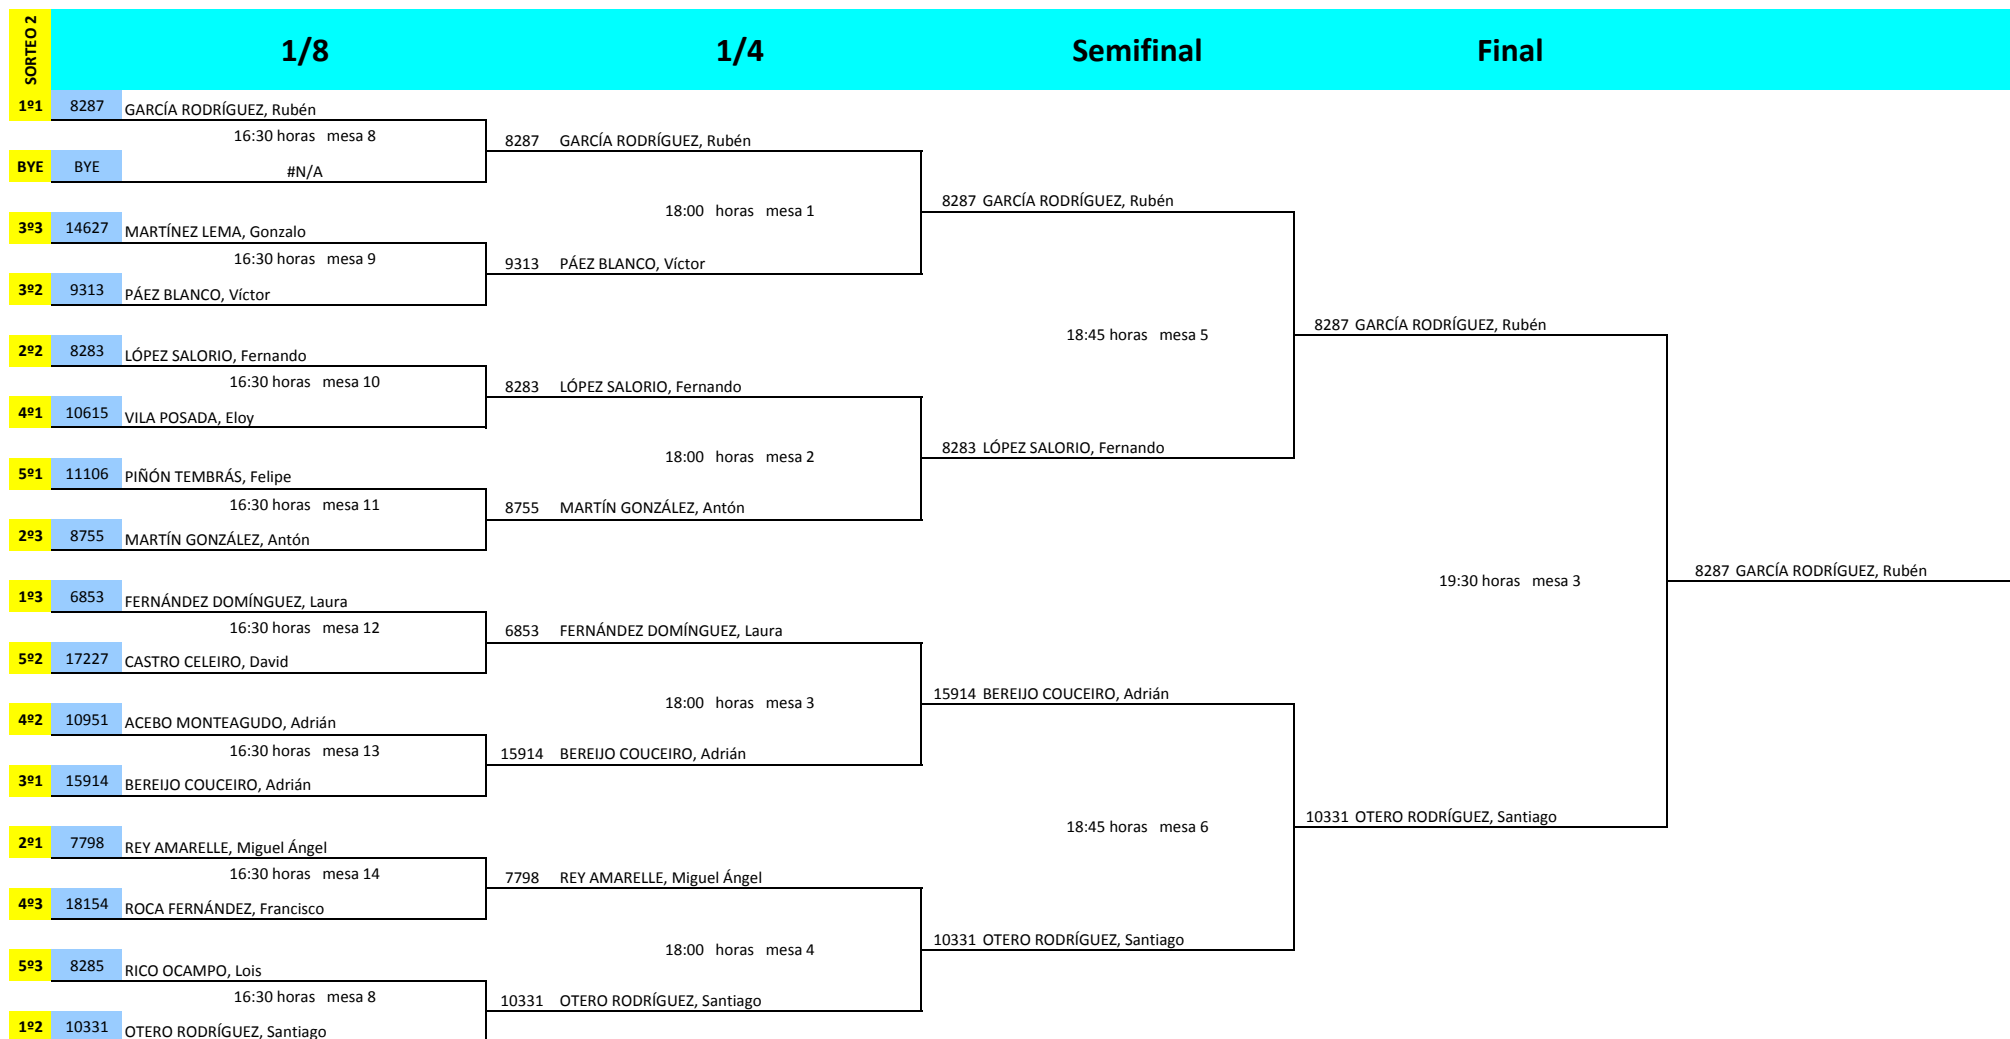 SORTEO 2
1/8 1/4 Semifinal Final
1º1 8287 GARCÍA RODRÍGUEZ, Rubén
16:30 horas mesa 8
8287 GARCÍA RODRÍGUEZ, Rubén
BYE BYE #N/A
8287 GARCÍA RODRÍGUEZ, Rubén
18:00 horas mesa 1
3º3 14627 MARTÍNEZ LEMA, Gonzalo
16:30 horas mesa 9
9313 PÁEZ BLANCO, Víctor
3º2 9313 PÁEZ BLANCO, Víctor
8287 GARCÍA RODRÍGUEZ, Rubén
18:45 horas mesa 5
2º2 8283 LÓPEZ SALORIO, Fernando
16:30 horas mesa 10
8283 LÓPEZ SALORIO, Fernando
4º1 10615 VILA POSADA, Eloy
8283 LÓPEZ SALORIO, Fernando
18:00 horas mesa 2
5º1 11106 PIÑÓN TEMBRÁS, Felipe
16:30 horas mesa 11
8755 MARTÍN GONZÁLEZ, Antón
2º3 8755 MARTÍN GONZÁLEZ, Antón
8287 GARCÍA RODRÍGUEZ, Rubén
19:30 horas mesa 3
1º3 6853 FERNÁNDEZ DOMÍNGUEZ, Laura
16:30 horas mesa 12
6853 FERNÁNDEZ DOMÍNGUEZ, Laura
5º2 17227 CASTRO CELEIRO, David
15914 BEREIJO COUCEIRO, Adrián
18:00 horas mesa 3
4º2 10951 ACEBO MONTEAGUDO, Adrián
16:30 horas mesa 13
15914 BEREIJO COUCEIRO, Adrián
3º1 15914 BEREIJO COUCEIRO, Adrián
10331 OTERO RODRÍGUEZ, Santiago
18:45 horas mesa 6
2º1 7798 REY AMARELLE, Miguel Ángel
16:30 horas mesa 14
7798 REY AMARELLE, Miguel Ángel
4º3 18154 ROCA FERNÁNDEZ, Francisco
10331 OTERO RODRÍGUEZ, Santiago
18:00 horas mesa 4
5º3 8285 RICO OCAMPO, Lois
16:30 horas mesa 8
10331 OTERO RODRÍGUEZ, Santiago
1º2 10331 OTERO RODRÍGUEZ, Santiago